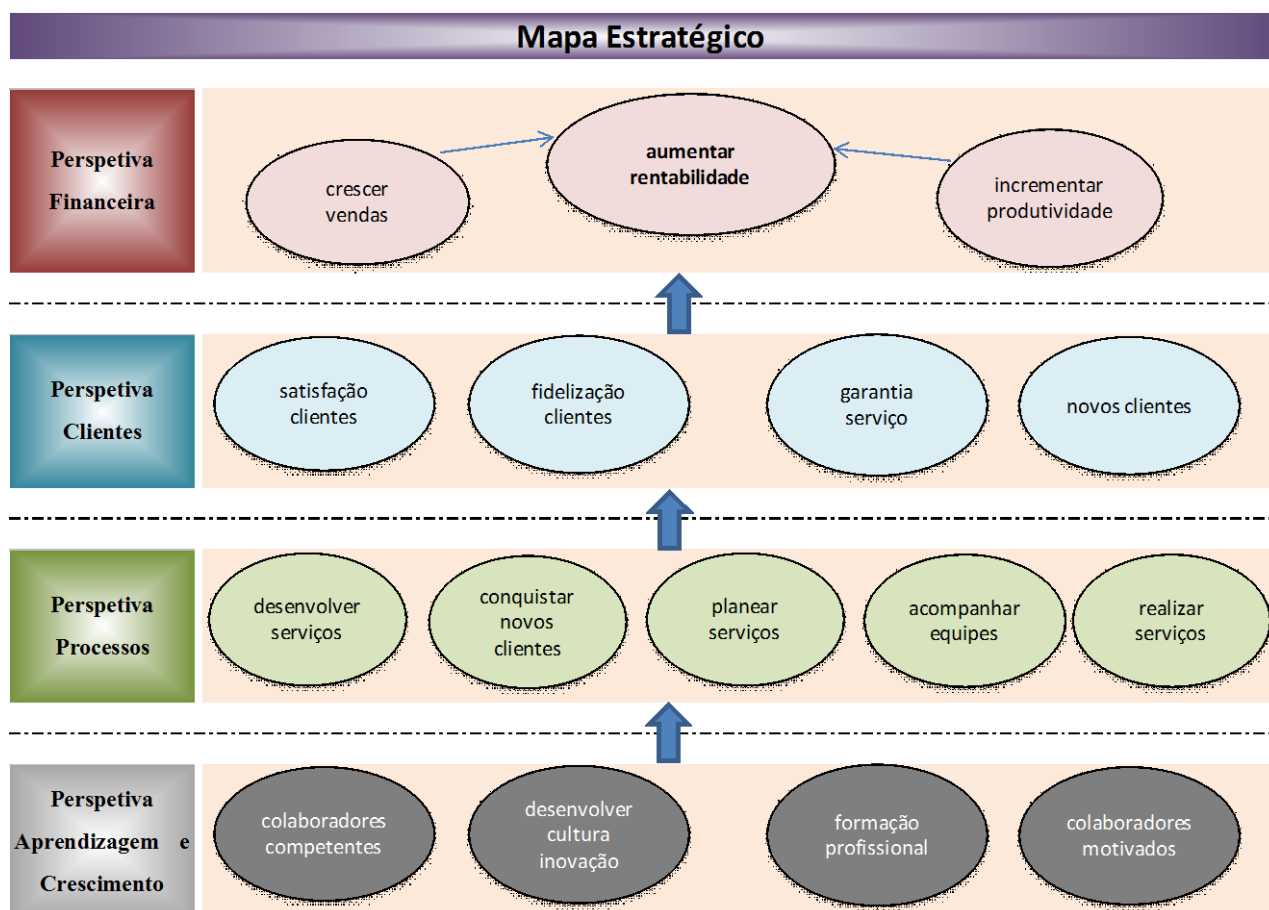 Mapa Estratégico
Perspetiva
Financeira
crescer
vendas
aumentar
rentabilidade
incrementar
produtividade
Perspetiva
Clientes
satisfação
clientes
fidelização
clientes
garantia
serviço
novos clientes
Perspetiva
Processos
desenvolver
serviços
conquistar
novos
clientes
planear
serviços
acompanhar
equipes
realizar
serviços
Perspetiva
Aprendizagem e
Crescimento
colaboradores
competentes
desenvolver
cultura
inovação
formação
profissional
colaboradores
motivados